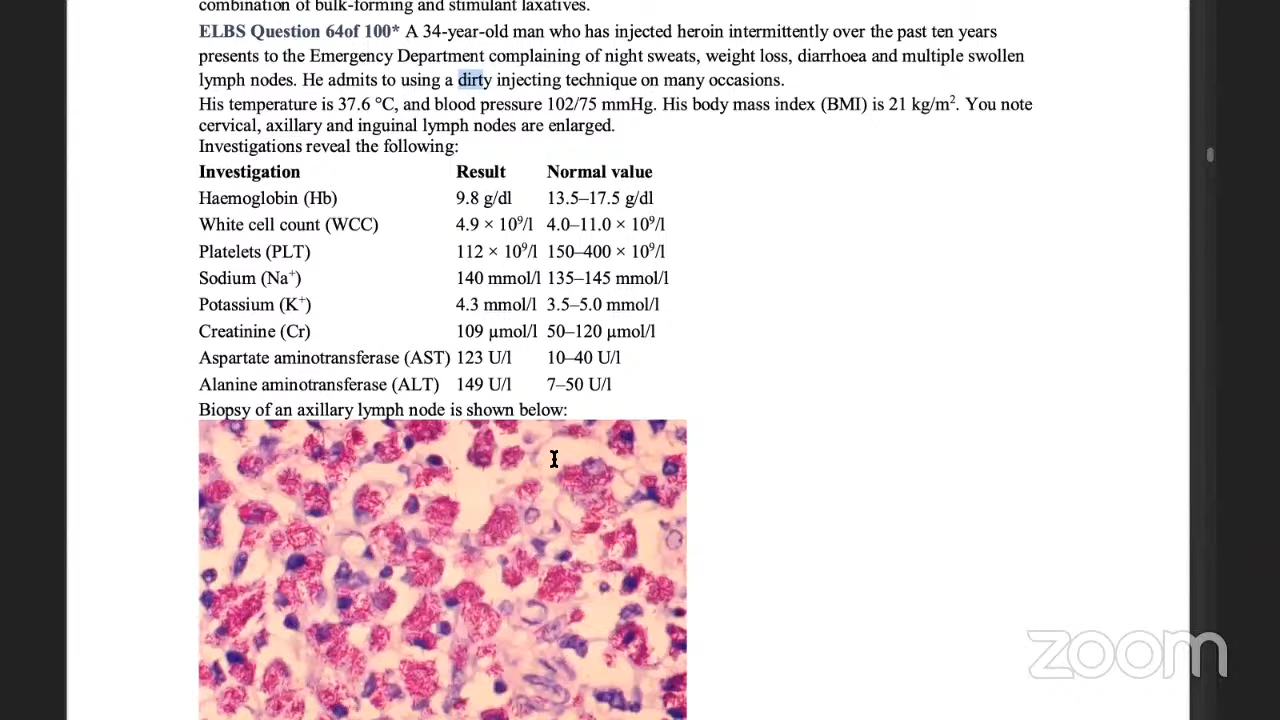 combination of bulk-forming and stimulant laxatives.
ELBS Question 64of 100* A 34-year-old man who has injected heroin intermittently over the past ten years
presents to the Emergency Department complaining of night sweats, weight loss, diarrhoea and multiple swollen
lymph nodes. He admits to using a dirty injecting technique on many occasions.
His temperature is 37.6 °C, and blood pressure 102/75 mmHg. His body mass index (BMI) is 21 kg/m². You note
cervical, axillary and inguinal lymph nodes are enlarged.
Investigations reveal the following:
Investigation Result Normal value
Haemoglobin (Hb) 9.8 g/dl 13.5–17.5 g/dl
White cell count (WCC) 4.9 × 10⁹/l 4.0–11.0 × 10⁹/l
Platelets (PLT) 112 × 10⁹/l 150–400 × 10⁹/l
Sodium (Na⁺) 140 mmol/l 135–145 mmol/l
Potassium (K⁺) 4.3 mmol/l 3.5–5.0 mmol/l
Creatinine (Cr) 109 µmol/l 50–120 µmol/l
Aspartate aminotransferase (AST) 123 U/l 10–40 U/l
Alanine aminotransferase (ALT) 149 U/l 7–50 U/l
Biopsy of an axillary lymph node is shown below:
zoom